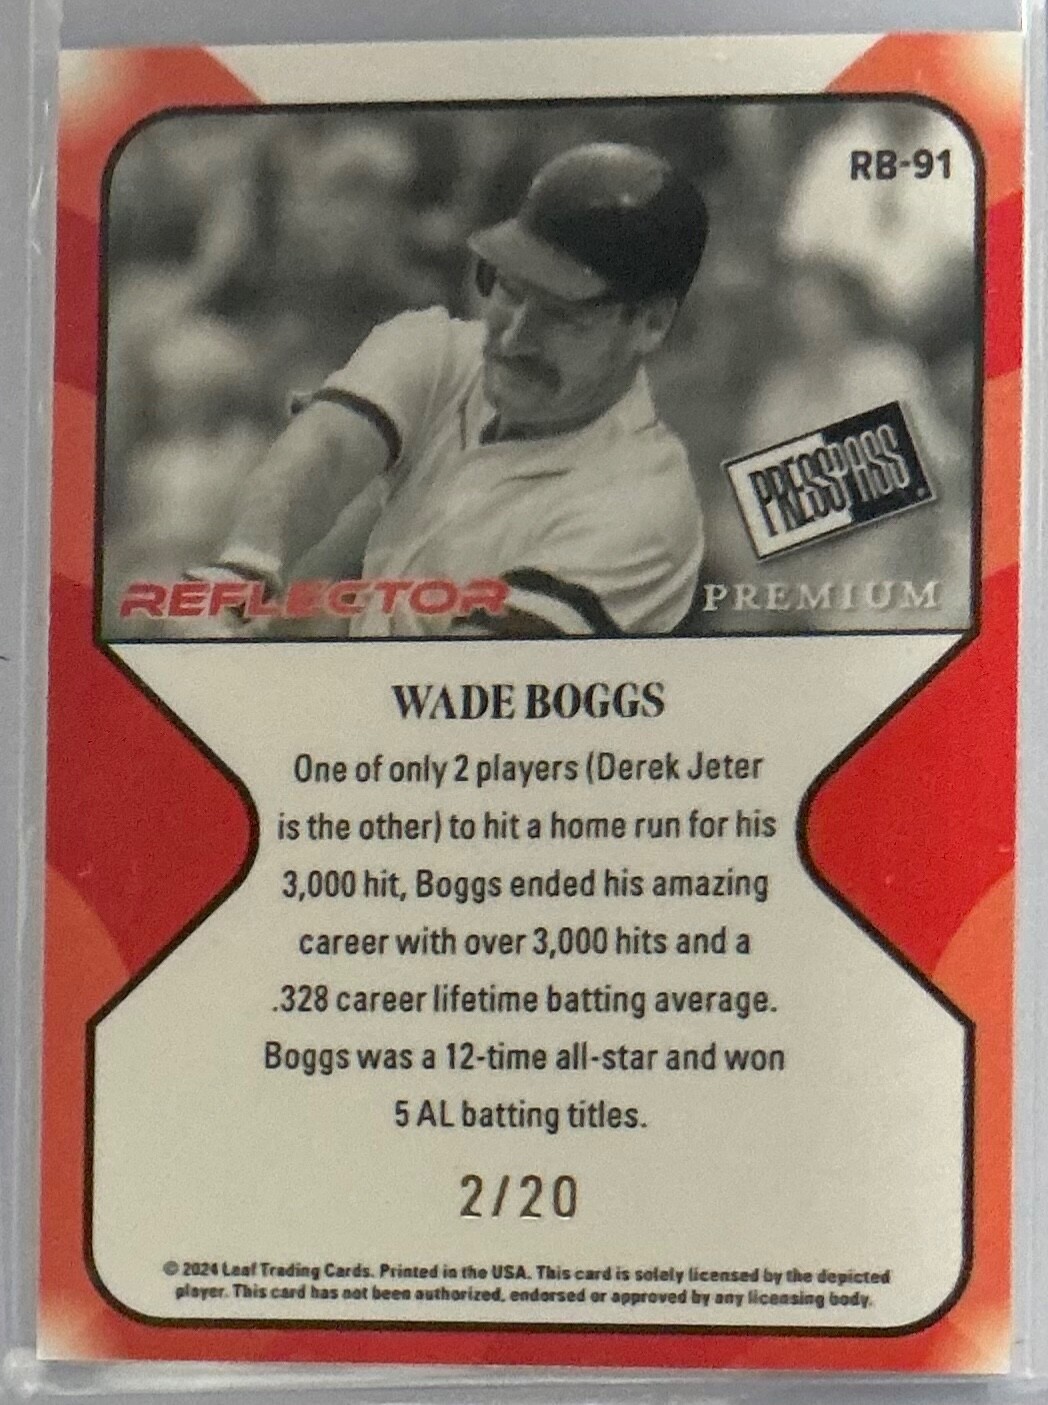 RB-91
PRESS PASS
REFLECTOR
PREMIUM
WADE BOGGS
One of only 2 players (Derek Jeter
is the other) to hit a home run for his
3,000 hit, Boggs ended his amazing
career with over 3,000 hits and a
.328 career lifetime batting average.
Boggs was a 12-time all-star and won
5 AL batting titles.
2/20
© 2024 Leaf Trading Cards. Printed in the USA. This card is solely licensed by the depicted
player. This card has not been authorized, endorsed or approved by any licensing body.